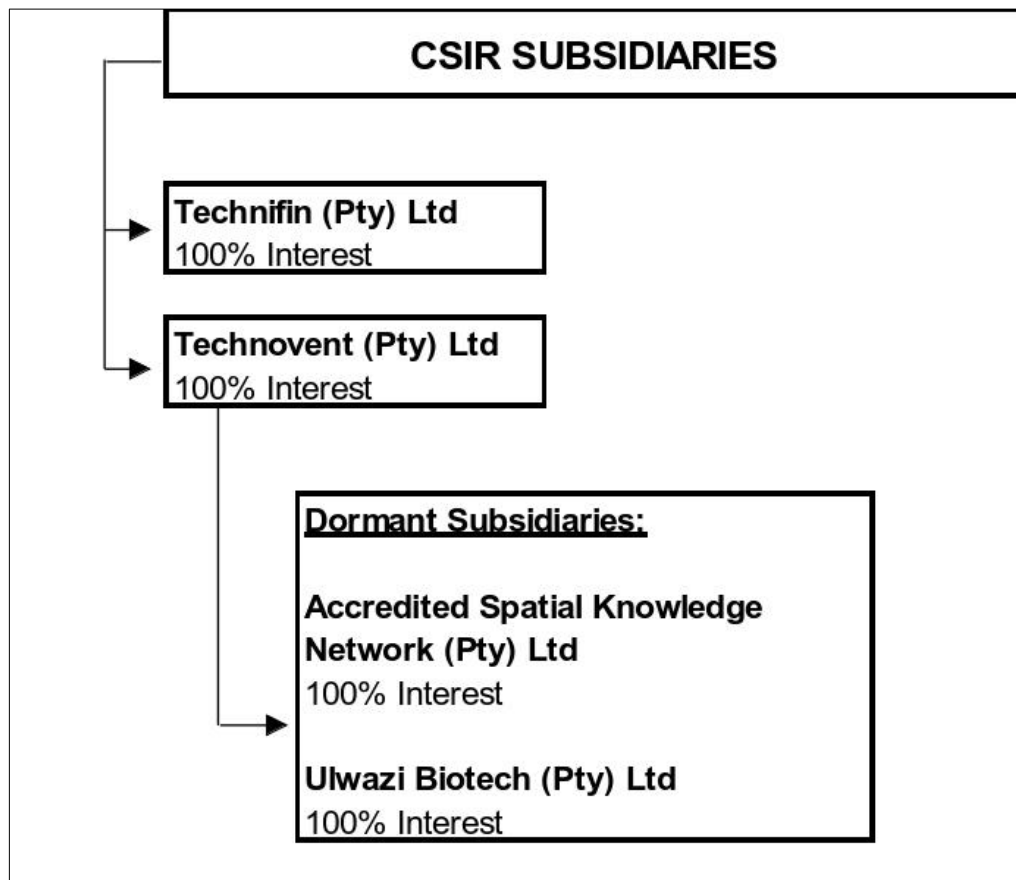 CSIR SUBSIDIARIES
Technifin (Pty) Ltd
100% Interest
Technovent (Pty) Ltd
100% Interest
Dormant Subsidiaries:
Accredited Spatial Knowledge
Network (Pty) Ltd
100% Interest
Ulwazi Biotech (Pty) Ltd
100% Interest